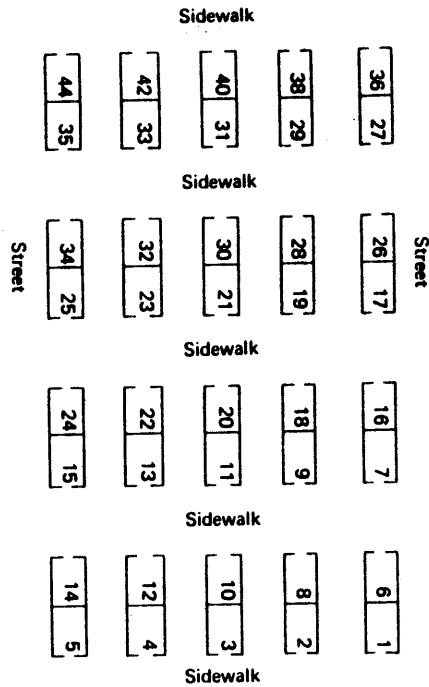 Sidewalk
44 42 40 38 36
35 33 31 29 27
Sidewalk
Street
34 32 30 28 26
25 23 21 19 17
Street
Sidewalk
24 22 20 18 16
15 13 11 9 7
Sidewalk
14 12 10 8 6
5 4 3 2 1
Sidewalk